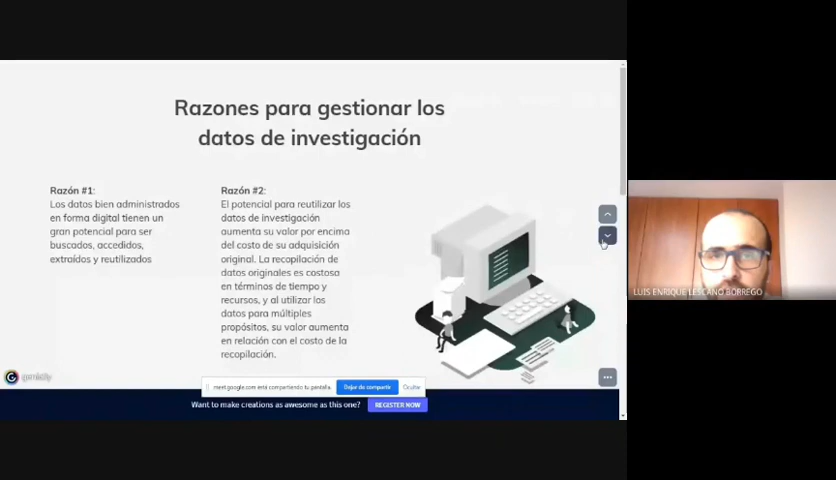 Razones para gestionar los
datos de investigación
Razón #1:
Los datos bien administrados
en forma digital tienen un
gran potencial para ser
buscados, accedidos,
extraídos y reutilizados
Razón #2:
El potencial para reutilizar los
datos de investigación
aumenta su valor por encima
del costo de su adquisición
original. La recopilación de
datos originales es costosa
en términos de tiempo y
recursos, y al utilizar los
datos para múltiples
propósitos, su valor aumenta
en relación con el costo de la
recopilación.
LUIS ENRIQUE LESCANO BORREGO
genially
meet.google.com está compartiendo tu pantalla.
Dejar de compartir
Ocultar
Want to make creations as awesome as this one?
REGISTER NOW